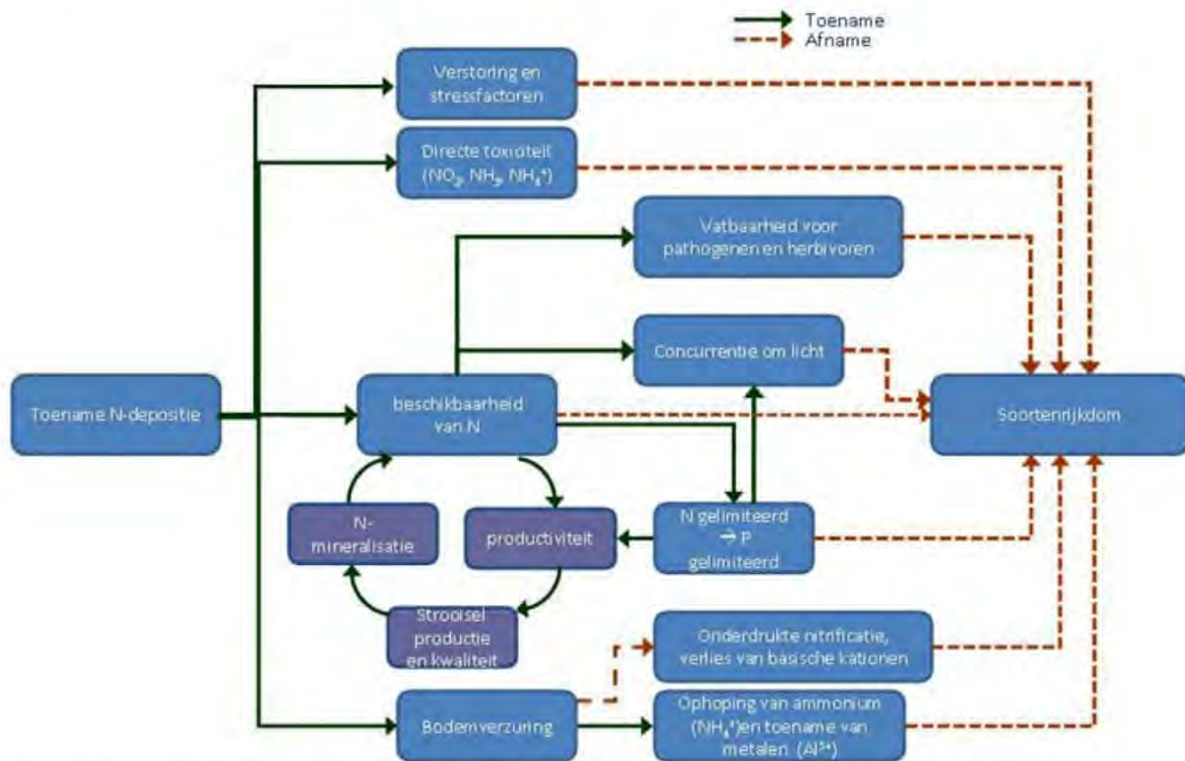 Toename
Afname
Verstoring en
stressfactoren
Directe toxiciteit
(NO₃, NH₃, NH₄⁺)
Vatbaarheid voor
pathogenen en herbivoren
Concurrentie om licht
Toename N-depositie
beschikbaarheid
van N
Soortenrijkdom
N-
mineralisatie
productiviteit
N gelimiteerd
→ P
gelimiteerd
Strooisel
productie
en kwaliteit
Onderdrukte nitrificatie,
verlies van basische kationen
Bodemverzuring
Ophoping van ammonium
(NH₄⁺)en toename van
metalen (Al³⁺)